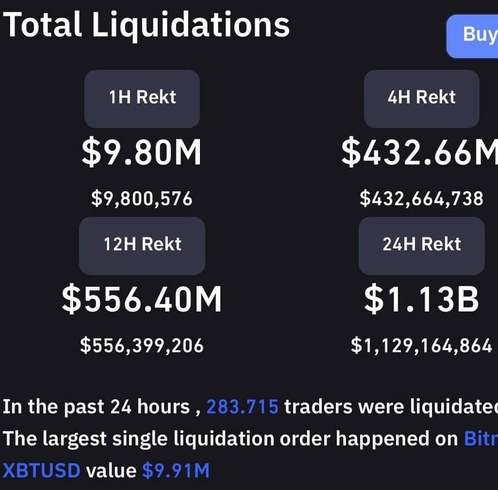 Total Liquidations
Buy
1H Rekt
4H Rekt
$9.80M
$432.66M
$9,800,576
$432,664,738
12H Rekt
24H Rekt
$556.40M
$1.13B
$556,399,206
$1,129,164,864
In the past 24 hours , 283.715 traders were liquidated
The largest single liquidation order happened on
XBTUSD value $9.91M